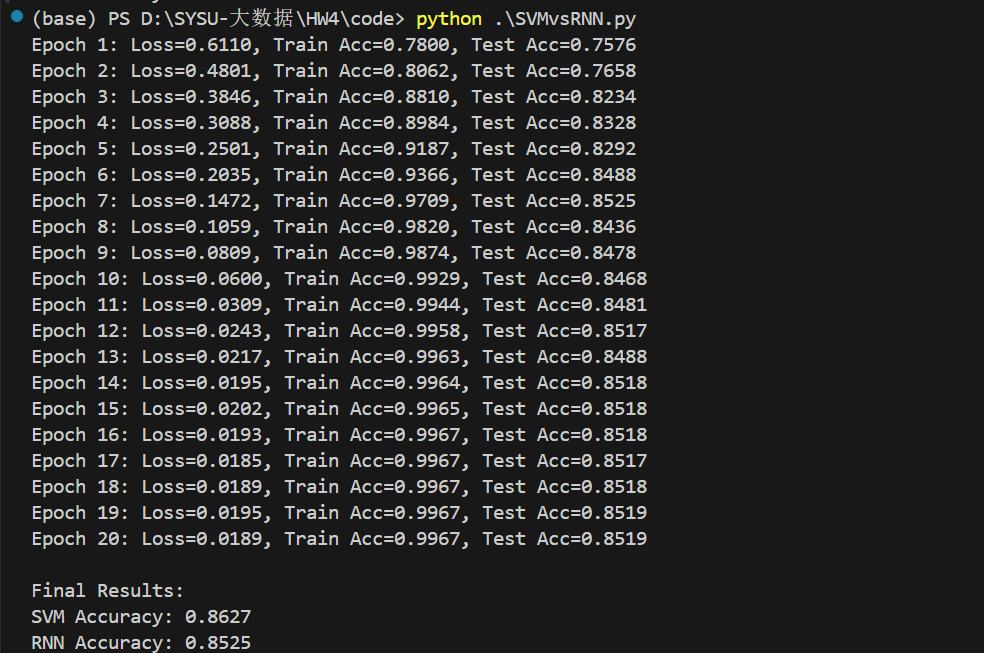 (base) PS D:\SYSU-大数据\HW4\code> python .\SVMvsRNN.py
Epoch 1: Loss=0.6110, Train Acc=0.7800, Test Acc=0.7576
Epoch 2: Loss=0.4801, Train Acc=0.8062, Test Acc=0.7658
Epoch 3: Loss=0.3846, Train Acc=0.8810, Test Acc=0.8234
Epoch 4: Loss=0.3088, Train Acc=0.8984, Test Acc=0.8328
Epoch 5: Loss=0.2501, Train Acc=0.9187, Test Acc=0.8292
Epoch 6: Loss=0.2035, Train Acc=0.9366, Test Acc=0.8488
Epoch 7: Loss=0.1472, Train Acc=0.9709, Test Acc=0.8525
Epoch 8: Loss=0.1059, Train Acc=0.9820, Test Acc=0.8436
Epoch 9: Loss=0.0809, Train Acc=0.9874, Test Acc=0.8478
Epoch 10: Loss=0.0600, Train Acc=0.9929, Test Acc=0.8468
Epoch 11: Loss=0.0309, Train Acc=0.9944, Test Acc=0.8481
Epoch 12: Loss=0.0243, Train Acc=0.9958, Test Acc=0.8517
Epoch 13: Loss=0.0217, Train Acc=0.9963, Test Acc=0.8488
Epoch 14: Loss=0.0195, Train Acc=0.9964, Test Acc=0.8518
Epoch 15: Loss=0.0202, Train Acc=0.9965, Test Acc=0.8518
Epoch 16: Loss=0.0193, Train Acc=0.9967, Test Acc=0.8518
Epoch 17: Loss=0.0185, Train Acc=0.9967, Test Acc=0.8517
Epoch 18: Loss=0.0189, Train Acc=0.9967, Test Acc=0.8518
Epoch 19: Loss=0.0195, Train Acc=0.9967, Test Acc=0.8519
Epoch 20: Loss=0.0189, Train Acc=0.9967, Test Acc=0.8519
Final Results:
SVM Accuracy: 0.8627
RNN Accuracy: 0.8525